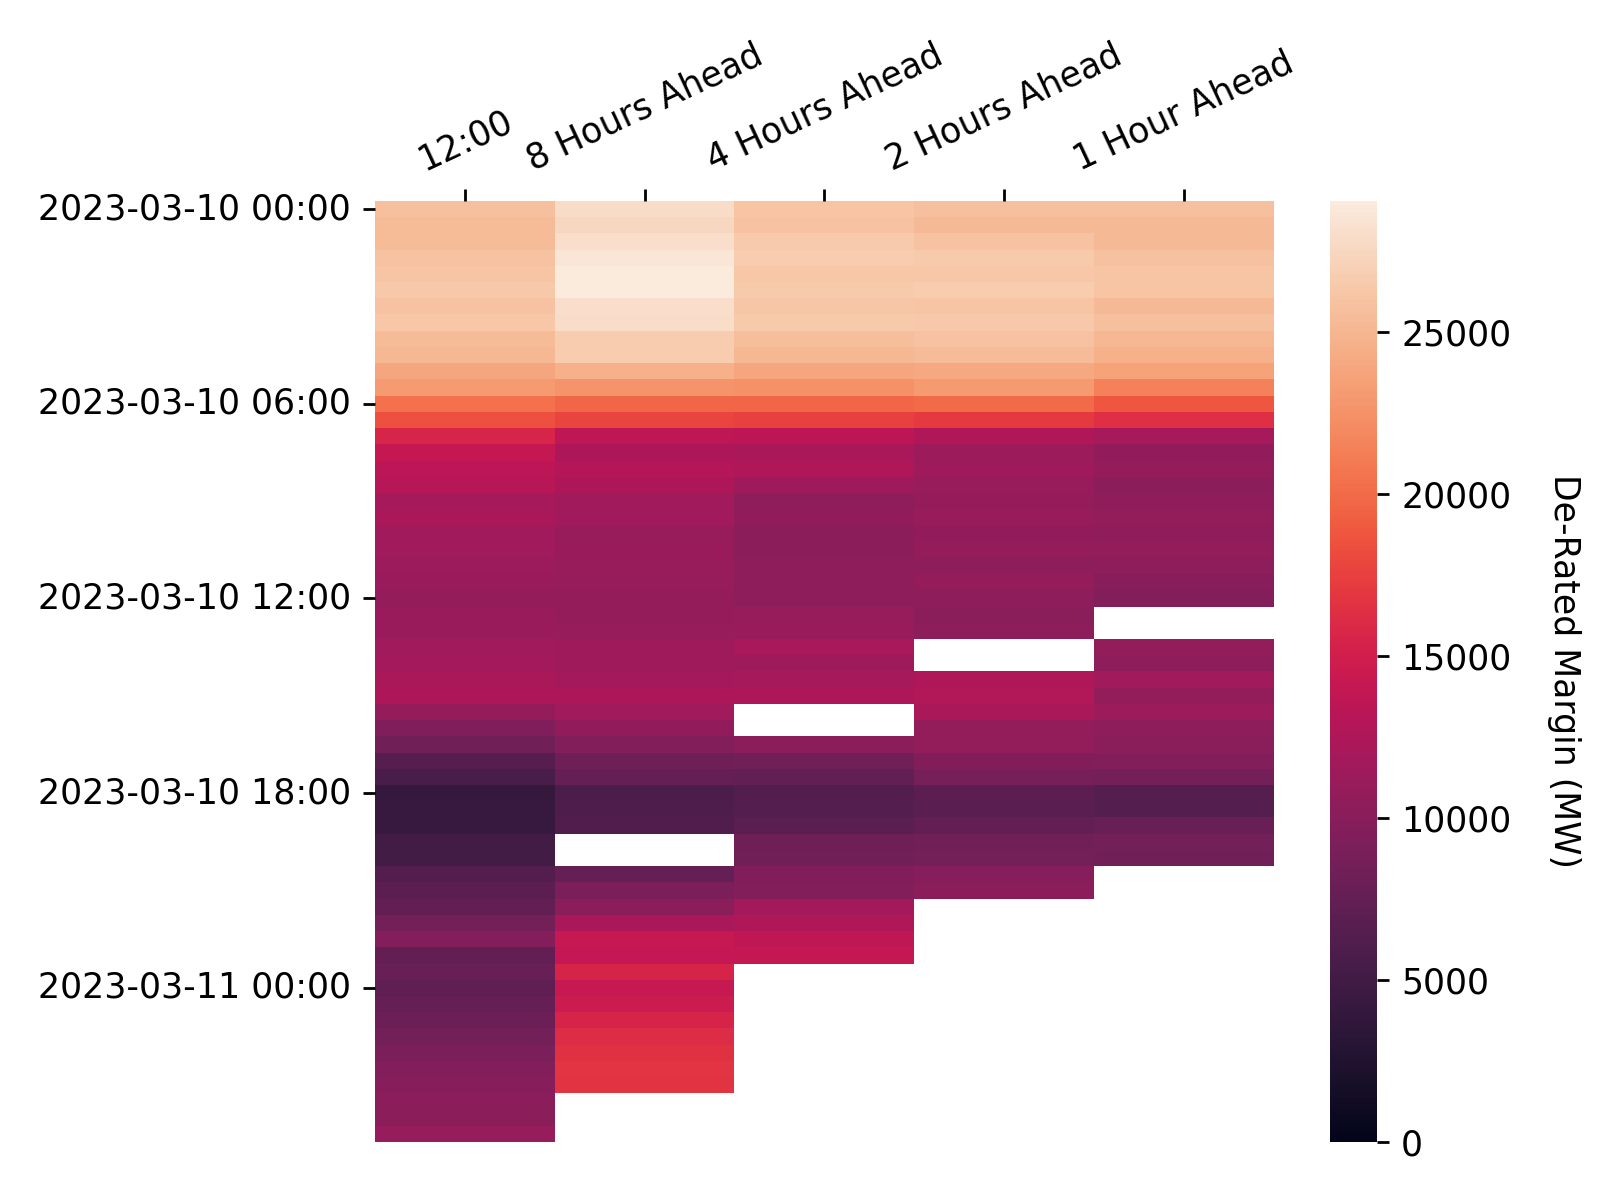 12:00
8 Hours Ahead
4 Hours Ahead
2 Hours Ahead
1 Hour Ahead
2023-03-10 00:00
2023-03-10 06:00
2023-03-10 12:00
2023-03-10 18:00
2023-03-11 00:00
25000
20000
15000
10000
5000
0
De-Rated Margin (MW)